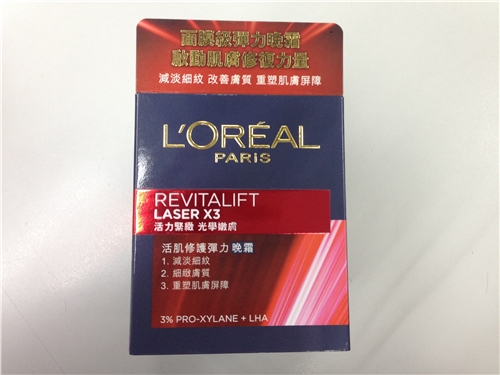 面膜級彈力晚霜
啟動肌膚修復力量
減淡細紋 改善膚質 重塑肌膚屏障
L'ORÉAL
PARIS
REVITALIFT
LASER X3
活力緊緻 光學嫩膚
活肌修護彈力晚霜
1. 減淡細紋
2. 細緻膚質
3. 重塑肌膚屏障
3% PRO-XYLANE + LHA